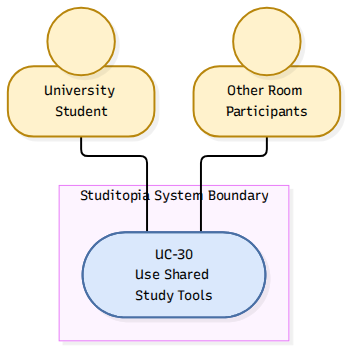 University
Student
Other Room
Participants
Studitopia System Boundary
UC-30
Use Shared
Study Tools